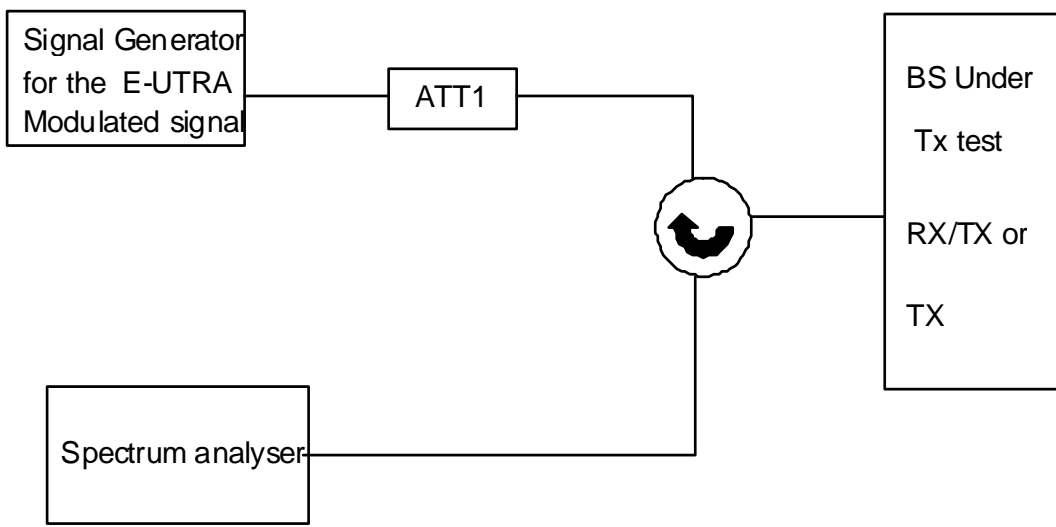 Signal Generator
for the E-UTRA
Modulated signal
ATT1
BS Under
Tx test
RX/TX or
TX
Spectrum analyser